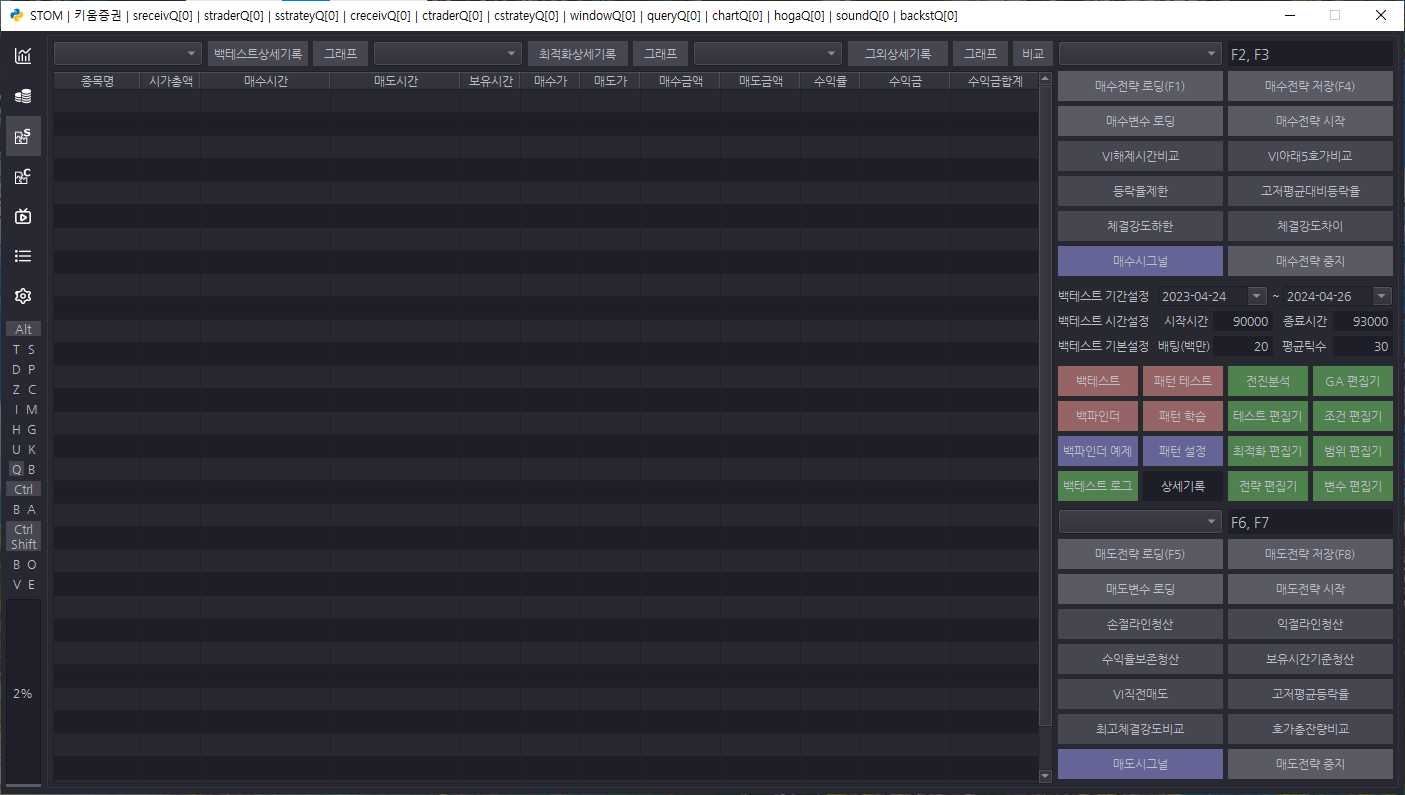 STOM | 키움증권 | sreceivQ[0] | straderQ[0] | sstrateyQ[0] | creceivQ[0] | ctraderQ[0] | cstrateyQ[0] | windowQ[0] | queryQ[0] | chartQ[0] | hogaQ[0] | soundQ[0 | backstQ[0]
백테스트상세기록 그래프 최적화상세기록 그래프 그외상세기록 그래프 비교 F2, F3
종목명 시가총액 매수시간 매도시간 보유시간 매수가 매도가 매수금액 매도금액 수익률 수익금 수익금합계
매수전략 로딩(F1) 매수전략 저장(F4)
매수변수 로딩 매수전략 시작
VI해제시간비교 VI아래5호가비교
등락율제한 고저평균대비등락율
체결강도하한 체결강도차이
매수시그널 매수전략 중지
백테스트 기간설정 2023-04-24 ~ 2024-04-26
백테스트 시간설정 시작시간 90000 종료시간 93000
백테스트 기본설정 배팅(백만) 20 평균틱수 30
백테스트 패턴 테스트 전진분석 GA 편집기
백파인더 패턴 학습 테스트 편집기 조건 편집기
백파인더 예제 패턴 설정 최적화 편집기 범위 편집기
백테스트 로그 상세기록 전략 편집기 변수 편집기
F6, F7
매도전략 로딩(F5) 매도전략 저장(F8)
매도변수 로딩 매도전략 시작
손절라인청산 익절라인청산
수익율보존청산 보유시간기준청산
VI직전매도 고저평균등락율
최고체결강도비교 호가총잔량비교
매도시그널 매도전략 중지
S
C
Alt
T S
D P
Z C
I M
H G
U K
Q B
Ctrl
B A
Ctrl
Shift
B O
V E
2%